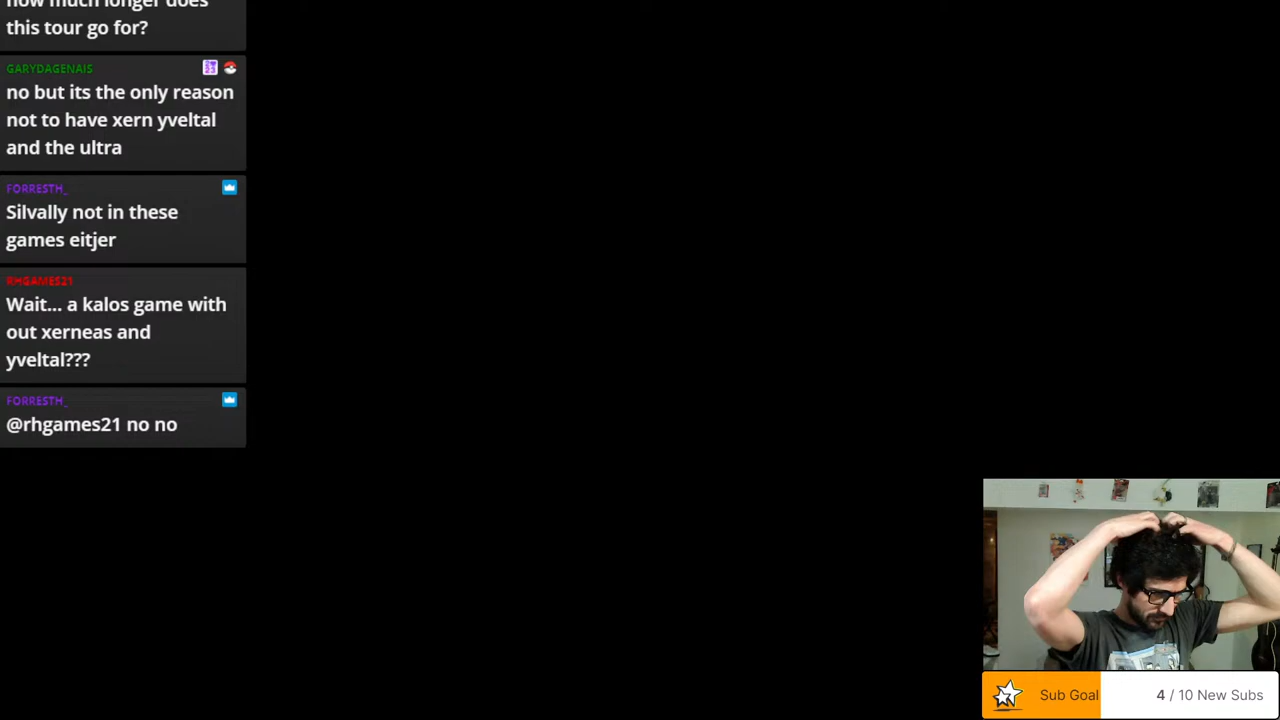 how much longer does
this tour go for?
GARYDAGENAIS
no but its the only reason
not to have xern yveltal
and the ultra
FORRESTH_
Silvally not in these
games eitjer
RHGAMES21
Wait... a kalos game with
out xerneas and
yveltal???
FORRESTH_
@rhgames21 no no
Sub Goal 4 / 10 New Subs